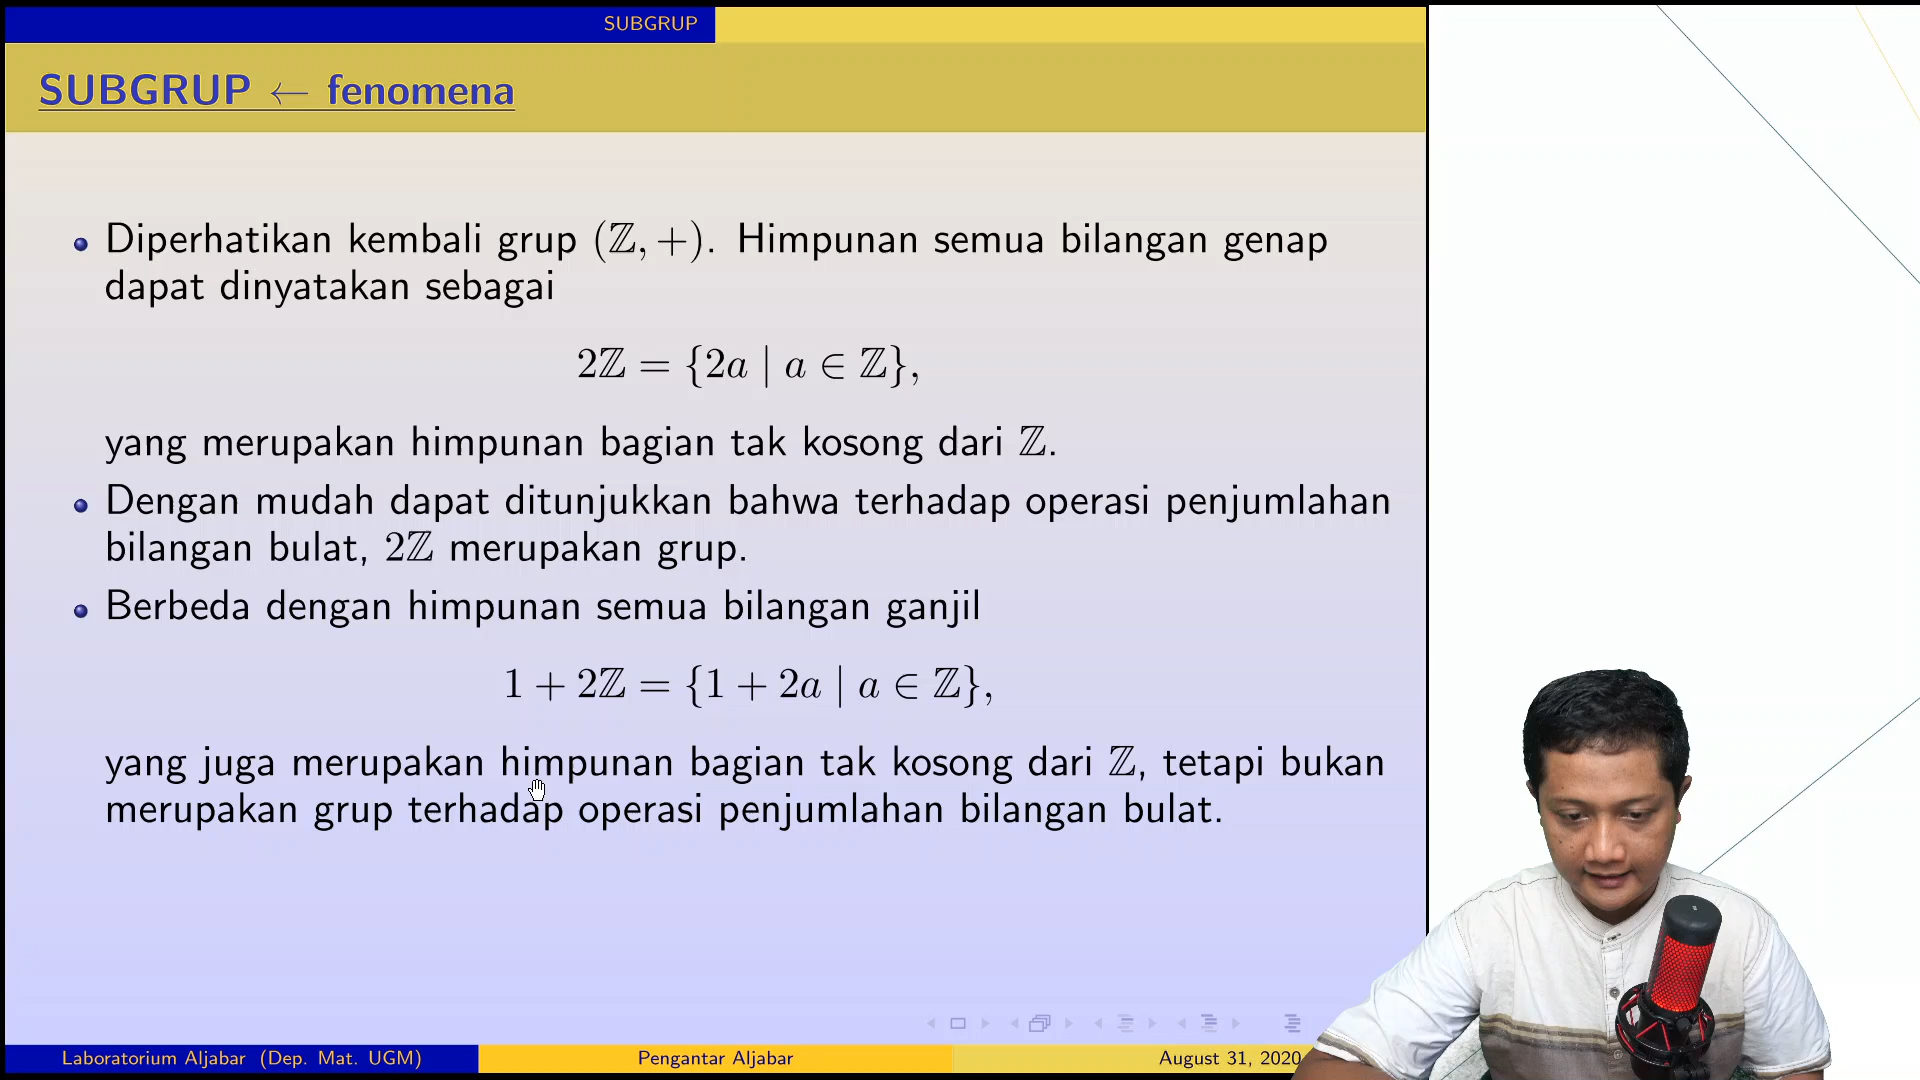 SUBGRUP
SUBGRUP ← fenomena
Diperhatikan kembali grup (ℤ, +). Himpunan semua bilangan genap
dapat dinyatakan sebagai
2ℤ = {2a | a ∈ ℤ},
yang merupakan himpunan bagian tak kosong dari ℤ.
Dengan mudah dapat ditunjukkan bahwa terhadap operasi penjumlahan
bilangan bulat, 2ℤ merupakan grup.
Berbeda dengan himpunan semua bilangan ganjil
1 + 2ℤ = {1 + 2a | a ∈ ℤ},
yang juga merupakan himpunan bagian tak kosong dari ℤ, tetapi bukan
merupakan grup terhadap operasi penjumlahan bilangan bulat.
Laboratorium Aljabar (Dep. Mat. UGM)
Pengantar Aljabar
August 31, 2020